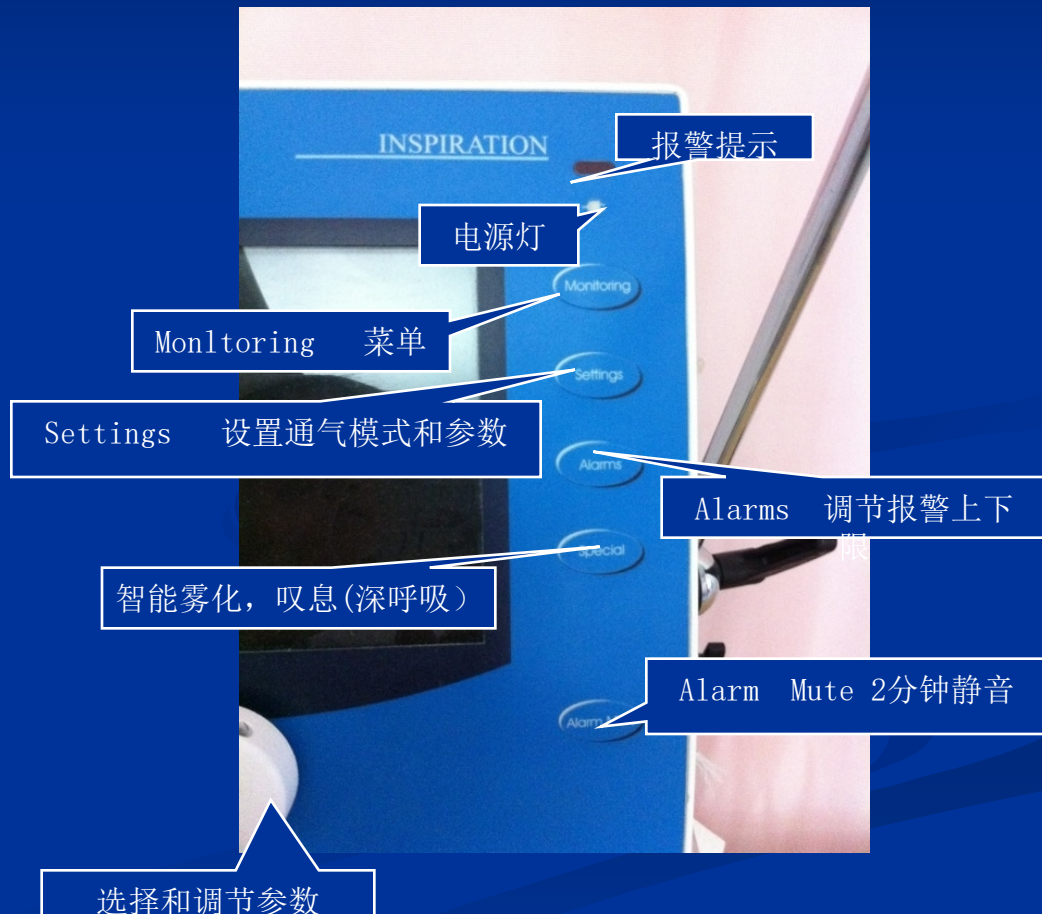 INSPIRATION
报警提示
电源灯
Monitoring
Monltoring 菜单
Settings
Settings 设置通气模式和参数
Alarms
Alarms 调节报警上下
限
Special
智能雾化，叹息(深呼吸）
Alarm Mute 2分钟静音
Alarm
选择和调节参数